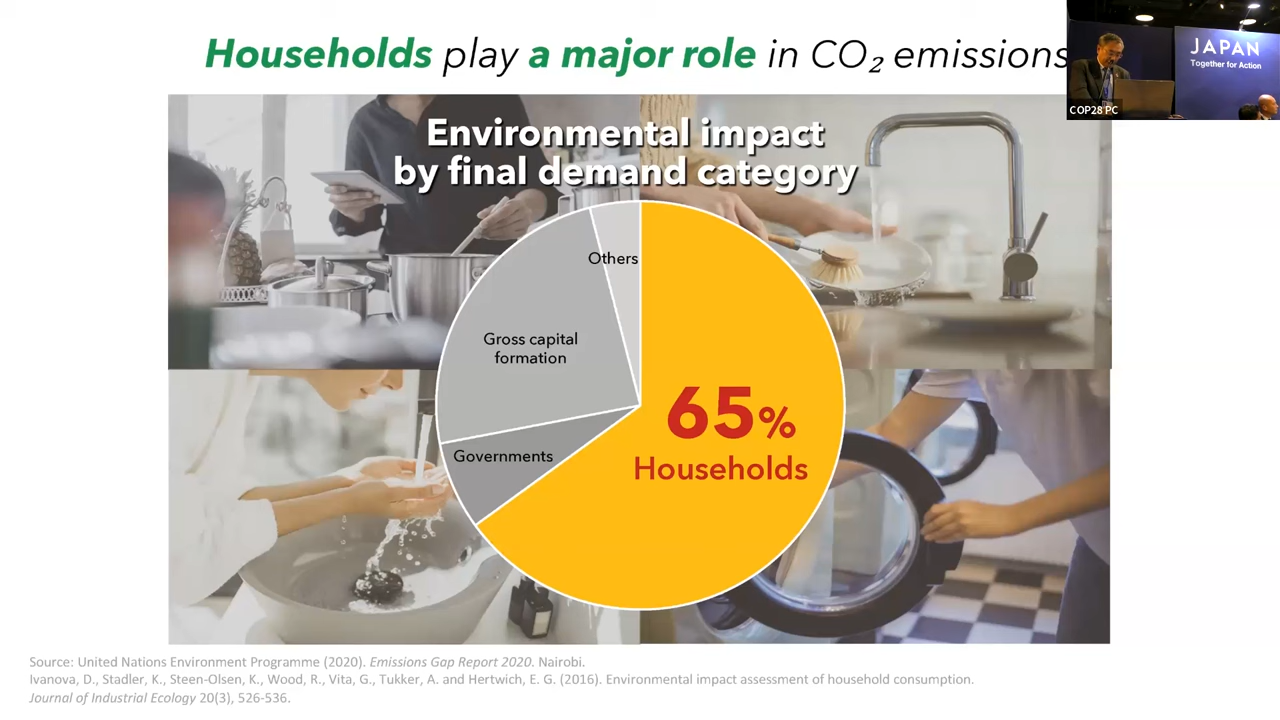 Households play a major role in CO₂ emissions
JAPAN
Together for Action
COP28 PC
Environmental impact
by final demand category
Others
Gross capital
formation
65%
Households
Governments
Source: United Nations Environment Programme (2020). Emissions Gap Report 2020. Nairobi.
Ivanova, D., Stadler, K., Steen-Olsen, K., Wood, R., Vita, G., Tukker, A. and Hertwich, E. G. (2016). Environmental impact assessment of household consumption.
Journal of Industrial Ecology 20(3), 526-536.